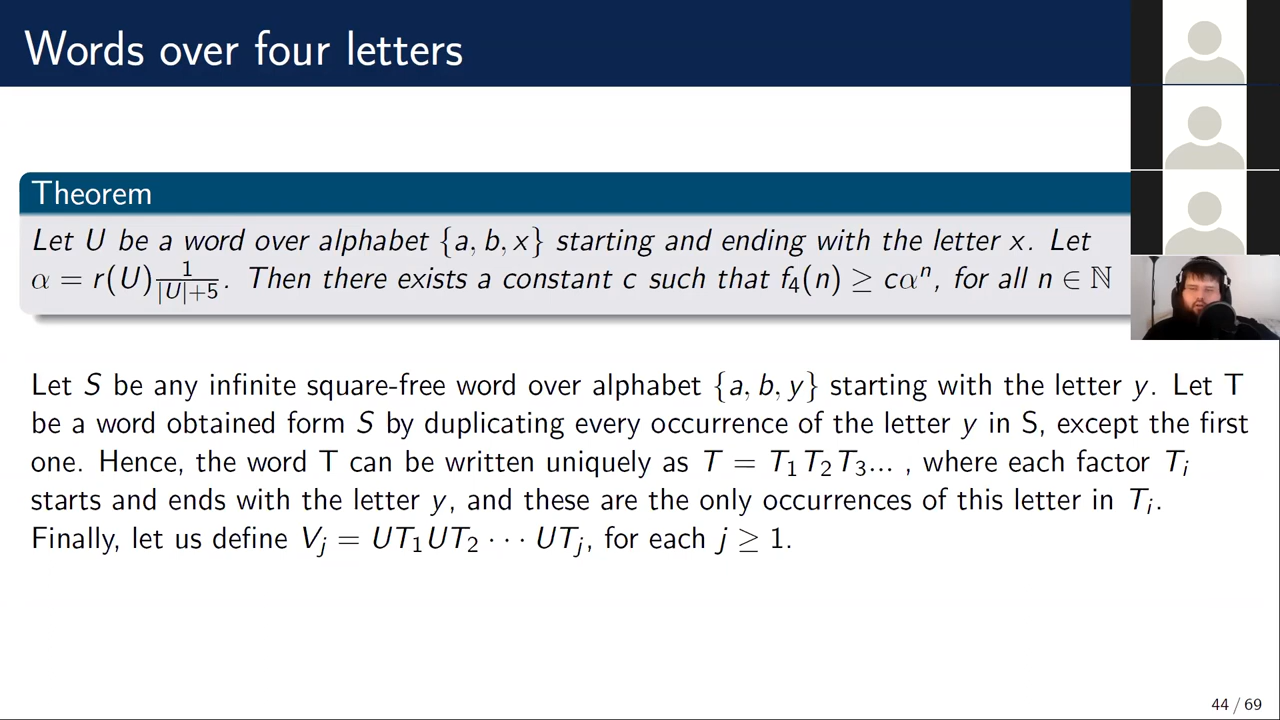 Words over four letters
Theorem
Let U be a word over alphabet {a, b, x} starting and ending with the letter x. Let
α = r(U) 1/(|U|+5). Then there exists a constant c such that f₄(n) ≥ cαⁿ, for all n ∈ ℕ
Let S be any infinite square-free word over alphabet {a, b, y} starting with the letter y. Let T
be a word obtained form S by duplicating every occurrence of the letter y in S, except the first
one. Hence, the word T can be written uniquely as T = T₁T₂T₃... , where each factor Tᵢ
starts and ends with the letter y, and these are the only occurrences of this letter in Tᵢ.
Finally, let us define Vⱼ = UT₁UT₂ ··· UTⱼ, for each j ≥ 1.
44 / 69